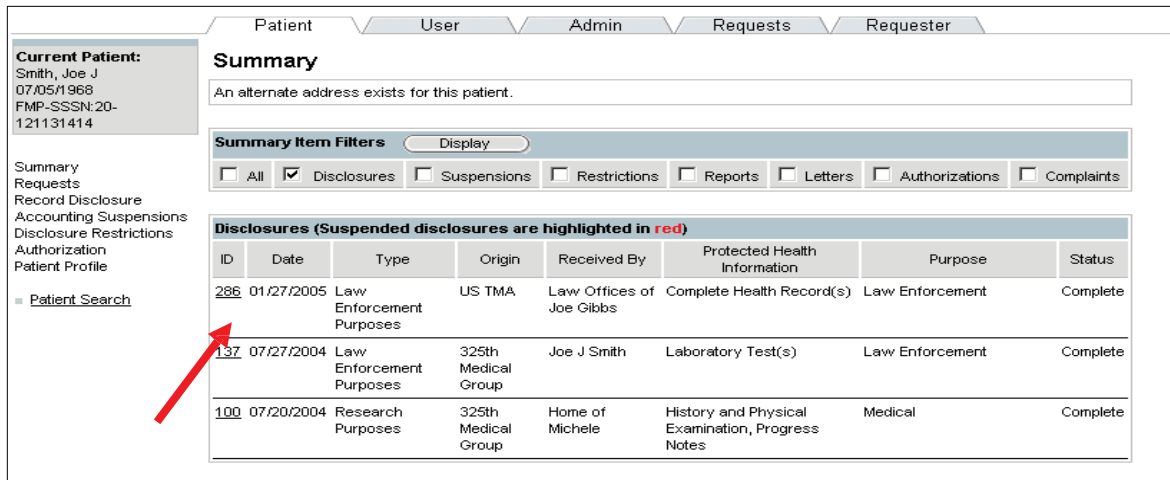 Patient User Admin Requests Requester
Current Patient:
Smith, Joe J
07/05/1968
FMP-SSSN:20-
121131414
Summary
Requests
Record Disclosure
Accounting Suspensions
Disclosure Restrictions
Authorization
Patient Profile
Patient Search
Summary
An alternate address exists for this patient.
Summary Item Filters Display
All Disclosures Suspensions Restrictions Reports Letters Authorizations Complaints
Disclosures (Suspended disclosures are highlighted in red)
ID Date Type Origin Received By Protected Health Information Purpose Status
286 01/27/2005 Law US TMA Law Offices of Complete Health Record(s) Law Enforcement Complete
Enforcement Joe Gibbs
Purposes
137 07/27/2004 Law 325th Joe J Smith Laboratory Test(s) Law Enforcement Complete
Enforcement Medical
Purposes Group
100 07/20/2004 Research 325th Home of History and Physical Medical Complete
Purposes Medical Michele Examination, Progress
Group Notes